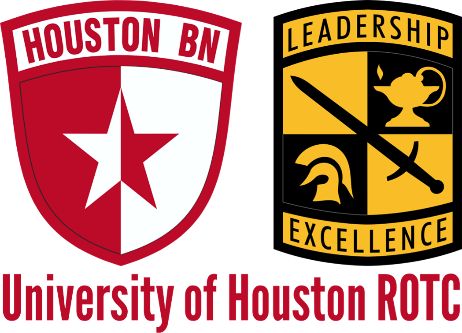 HOUSTON BN
LEADERSHIP
EXCELLENCE
University of Houston ROTC